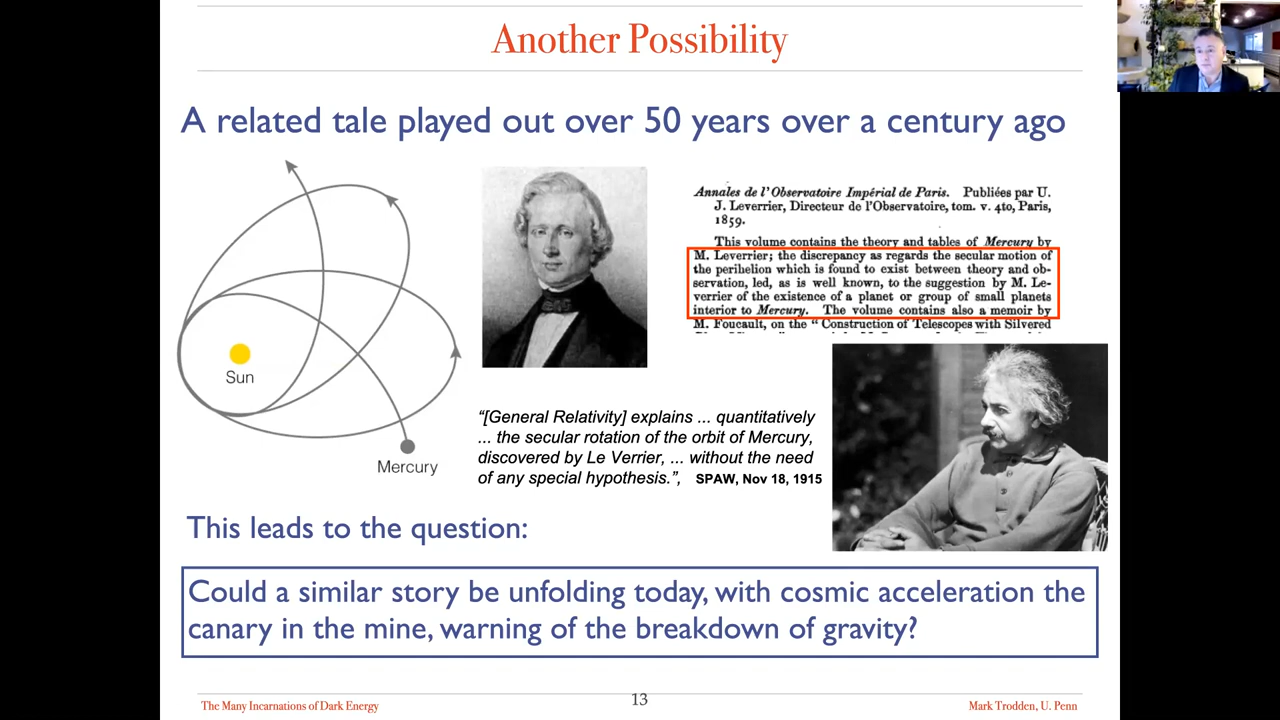 Another Possibility
A related tale played out over 50 years over a century ago
Sun
Mercury
Annales de l'Observatoire Impérial de Paris. Publiées par U.
J. Leverrier, Directeur de l'Observatoire, tom. v. 4to, Paris,
1859.
This volume contains the theory and tables of Mercury by
M. Leverrier; the discrepancy as regards the secular motion of
the perihelion which is found to exist between theory and ob-
servation, led, as is well known, to the suggestion by M. Le-
verrier of the existence of a planet or group of small planets
interior to Mercury. The volume contains also a memoir by
M. Foucault, on the “Construction of Telescopes with Silvered
“[General Relativity] explains ... quantitatively
... the secular rotation of the orbit of Mercury,
discovered by Le Verrier, ... without the need
of any special hypothesis.”, SPAW, Nov 18, 1915
This leads to the question:
Could a similar story be unfolding today, with cosmic acceleration the
canary in the mine, warning of the breakdown of gravity?
The Many Incarnations of Dark Energy
13
Mark Trodden, U. Penn